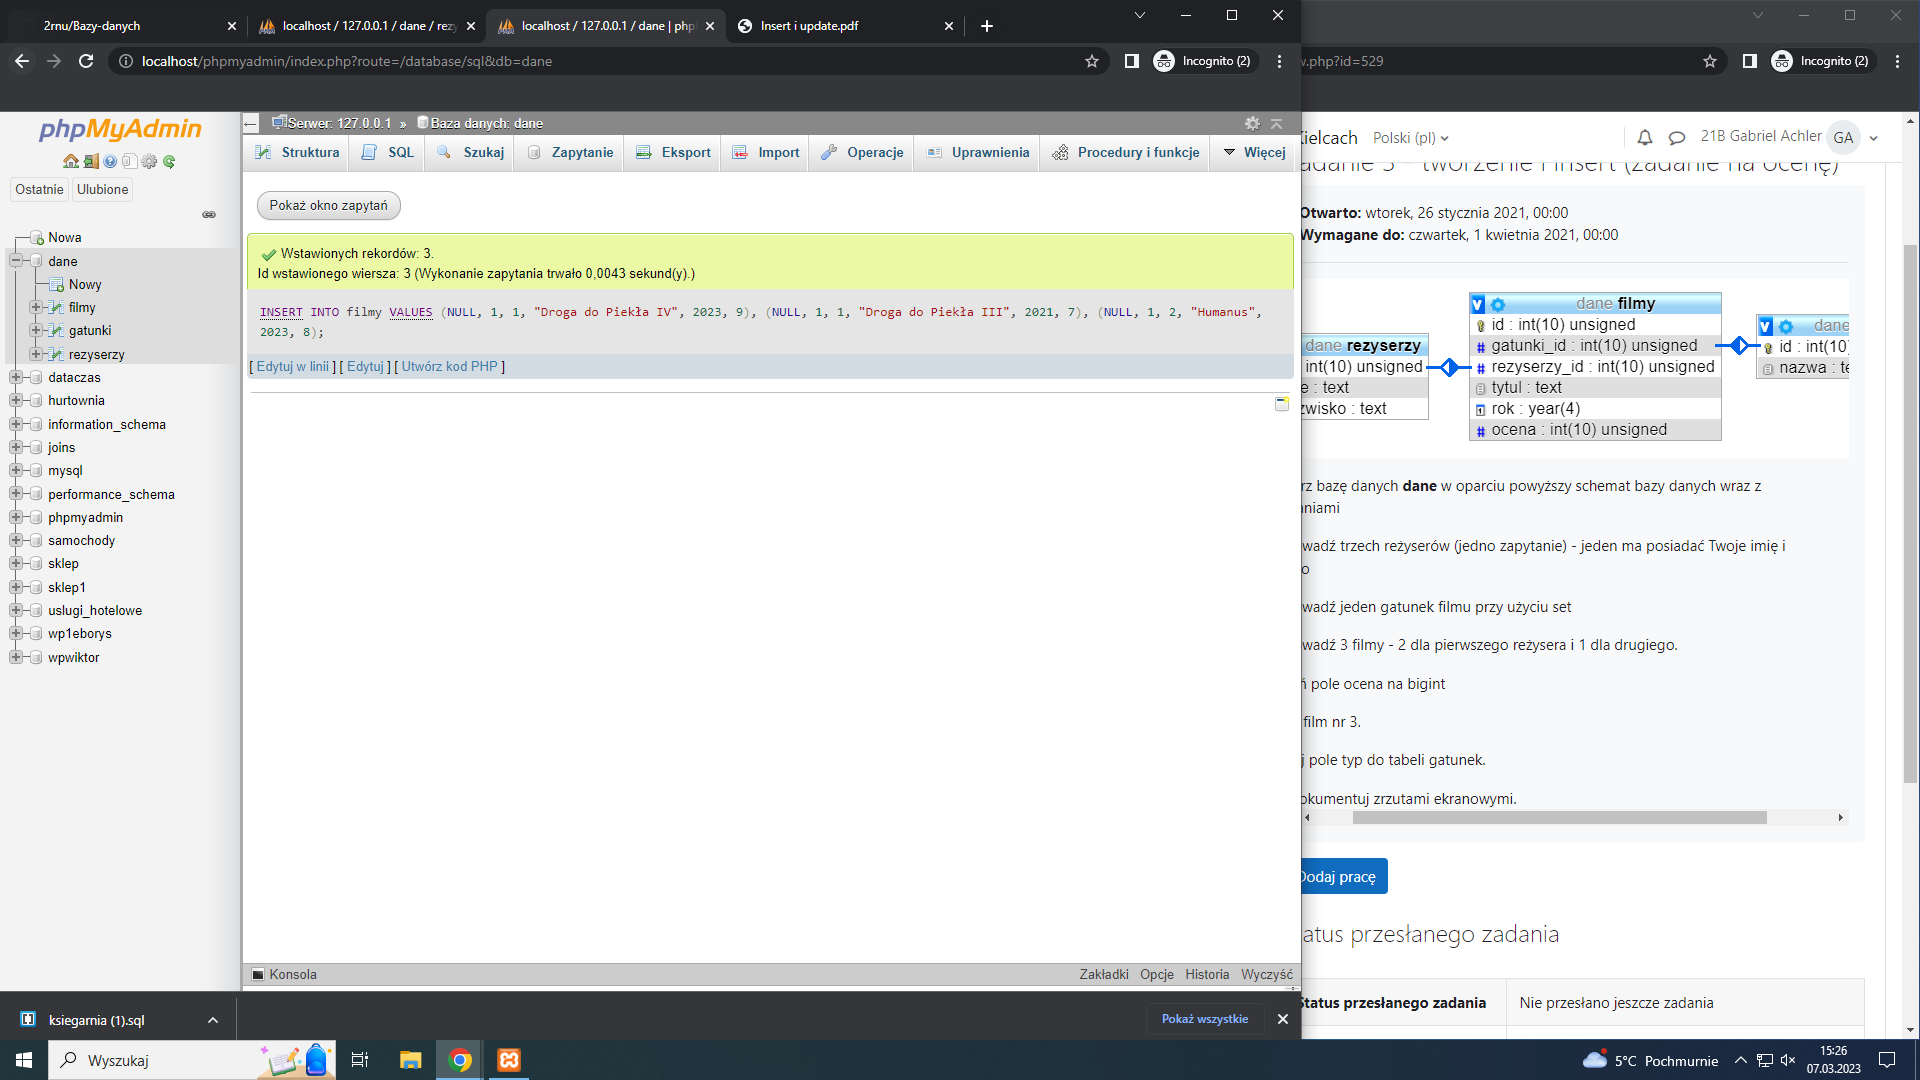 2rnu/Bazy-danych
localhost / 127.0.0.1 / dane / rezy
localhost / 127.0.0.1 / dane | php
Insert i update.pdf
localhost/phpmyadmin/index.php?route=/database/sql&db=dane
Incognito (2)
w.php?id=529
Incognito (2)
phpMyAdmin
Ostatnie
Ulubione
Nowa
dane
Nowy
filmy
gatunki
rezyserzy
dataczas
hurtownia
information_schema
joins
mysql
performance_schema
phpmyadmin
samochody
sklep
sklep1
uslugi_hotelowe
wp1eborys
wpwiktor
Serwer: 127.0.0.1 » Baza danych: dane
Struktura
SQL
Szukaj
Zapytanie
Eksport
Import
Operacje
Uprawnienia
Procedury i funkcje
Więcej
Pokaż okno zapytań
Wstawionych rekordów: 3.
Id wstawionego wiersza: 3 (Wykonanie zapytania trwało 0,0043 sekund(y).)
INSERT INTO filmy VALUES (NULL, 1, 1, "Droga do Piekła IV", 2023, 9), (NULL, 1, 1, "Droga do Piekła III", 2021, 7), (NULL, 1, 2, "Humanus",
2023, 8);
[ Edytuj w linii ] [ Edytuj ] [ Utwórz kod PHP ]
Konsola
Zakładki
Opcje
Historia
Wyczyść
Kielcach
Polski (pl)
21B Gabriel Achler
GA
adanie 3 - tworzenie i insert (zadanie na ocenę)
Otwarto: wtorek, 26 stycznia 2021, 00:00
Wymagane do: czwartek, 1 kwietnia 2021, 00:00
dane rezyserzy
int(10) unsigned
e : text
zwisko : text
dane filmy
id : int(10) unsigned
gatunki_id : int(10) unsigned
rezyserzy_id : int(10) unsigned
tytul : text
rok : year(4)
ocena : int(10) unsigned
dane
id : int(10)
nazwa : te
rz bazę danych dane w oparciu powyższy schemat bazy danych wraz z
aniami
wadź trzech reżyserów (jedno zapytanie) - jeden ma posiadać Twoje imię i
o
wadź jeden gatunek filmu przy użyciu set
wadź 3 filmy - 2 dla pierwszego reżysera i 1 dla drugiego.
ń pole ocena na bigint
film nr 3.
j pole typ do tabeli gatunek.
okumentuj zrzutami ekranowymi.
Dodaj pracę
atus przesłanego zadania
Status przesłanego zadania
Nie przesłano jeszcze zadania
ksiegarnia (1).sql
Pokaż wszystkie
Wyszukaj
5°C Pochmurnie
15:26
07.03.2023